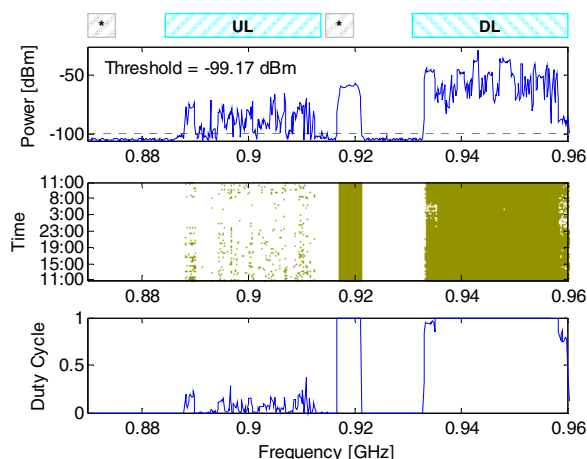 * UL * DL
Threshold = -99.17 dBm
Power [dBm]
-50
-100
0.88 0.9 0.92 0.94 0.96
Time
11:00
8:00
3:00
23:00
19:00
15:00
11:00
0.88 0.9 0.92 0.94 0.96
Duty Cycle
1
0.5
0
0.88 0.9 0.92 0.94 0.96
Frequency [GHz]